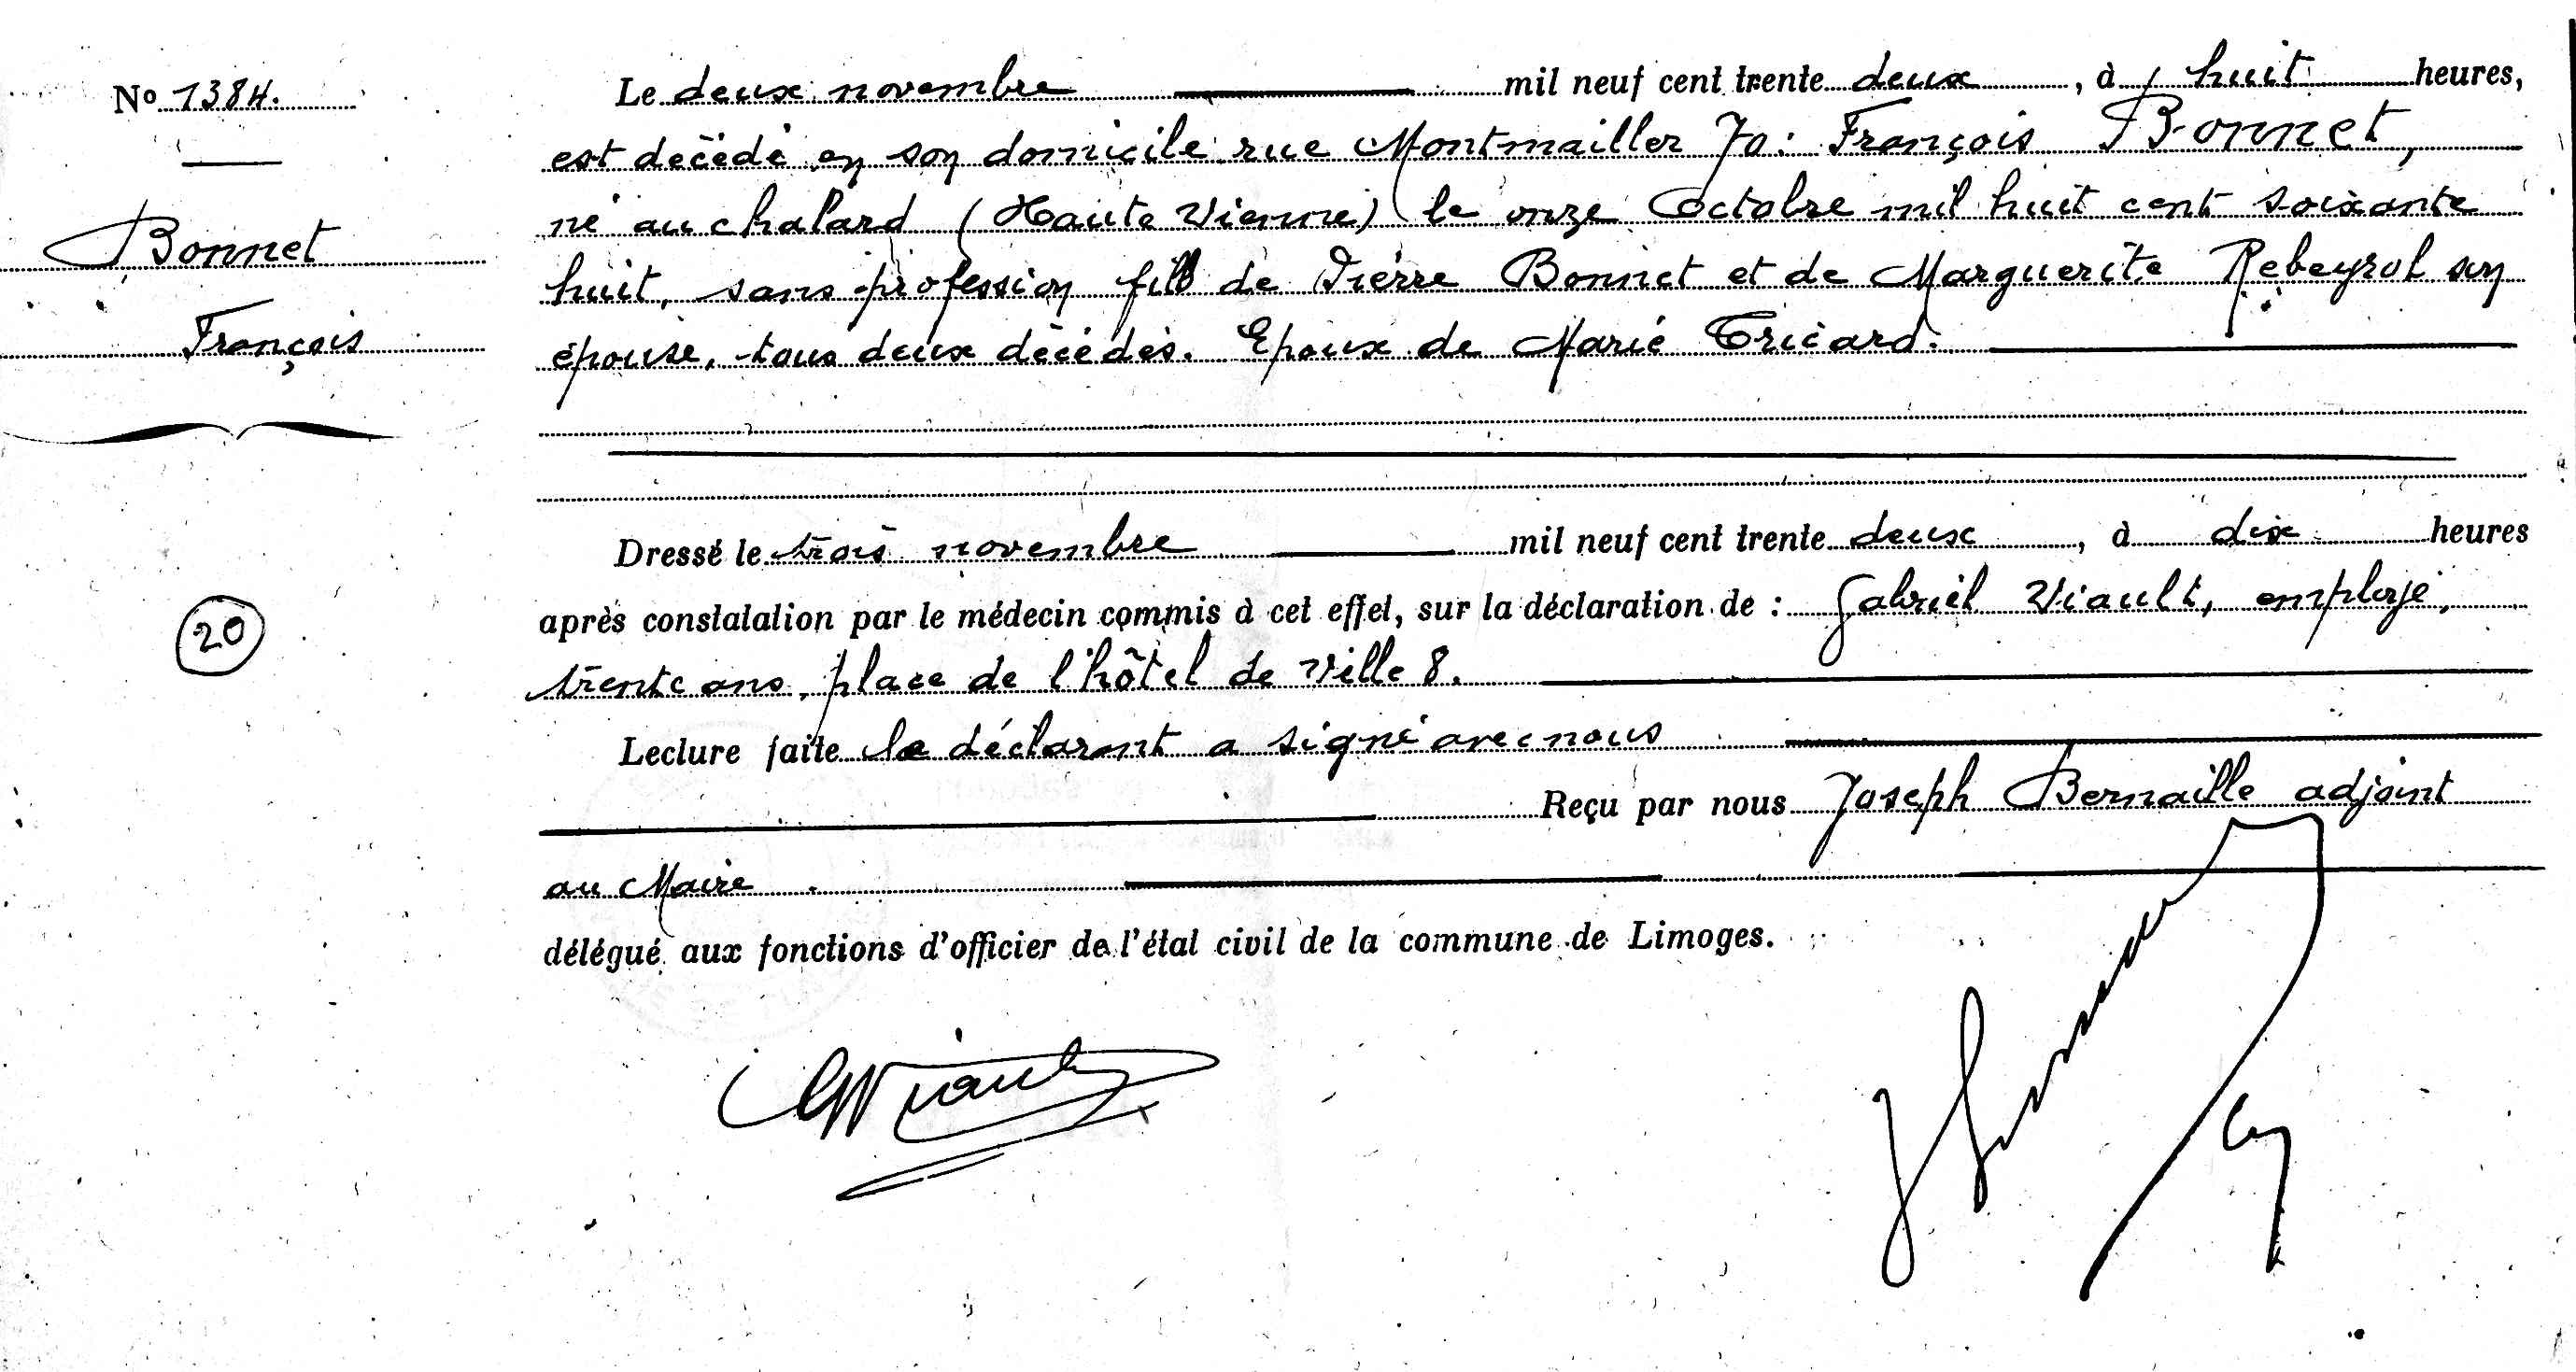 Nº 1384.
Bonnet
François
20
Le deux novembre mil neuf cent trente deux, à huit heures,
est décédé en son domicile rue Montmailler 70: François Bonnet,
né au chalard (Haute Vienne) le onze Octobre mil huit cent soixante
huit, sans profession fils de Pierre Bonnet et de Marguerite Rebeyrol son
épouse, tous deux décédés. Epoux de Marie Tricard.
Dressé le trois novembre mil neuf cent trente deux, à dix heures
après constatation par le médecin commis à cet effet, sur la déclaration de : Gabriel Viault, employé,
trente ans, place de l'hôtel de Ville 8.
Lecture faite le déclarant a signé avec nous
Reçu par nous Joseph Bernaille adjoint
au Maire
délégué aux fonctions d'officier de l'état civil de la commune de Limoges.
GViault